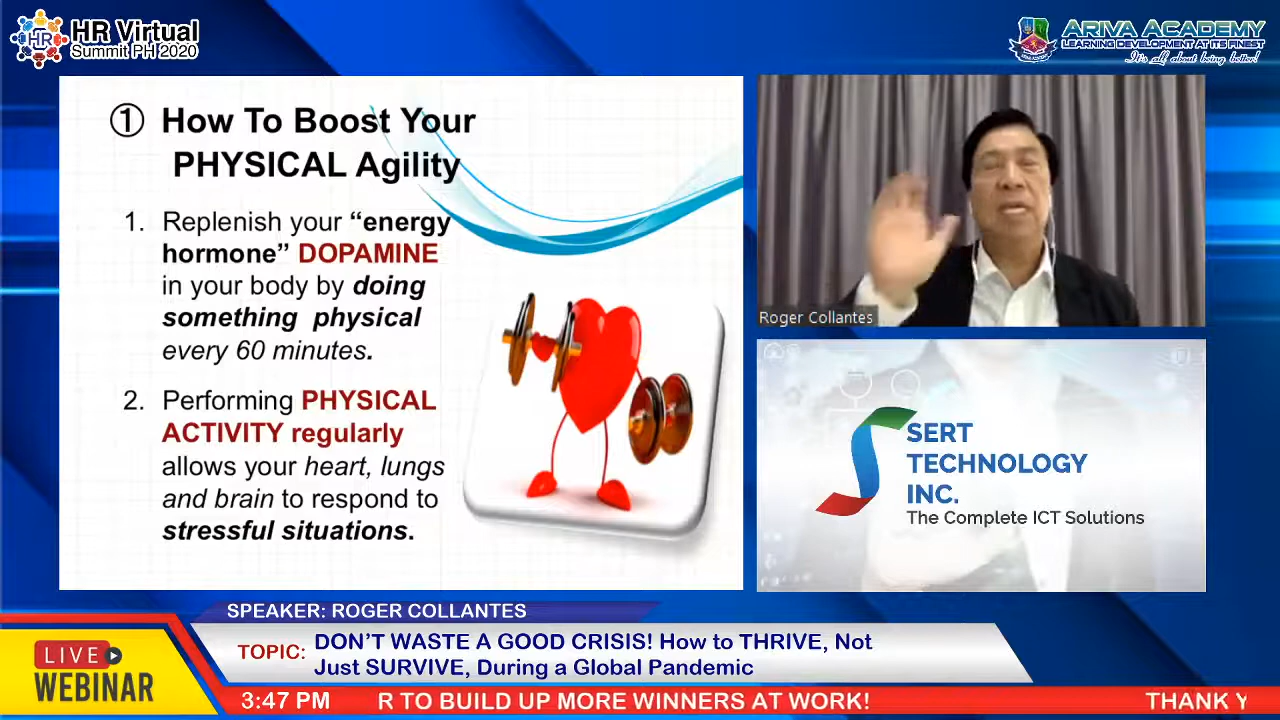 HR Virtual
Summit PH 2020
HR
ARIVA ACADEMY
LEARNING DEVELOPMENT AT ITS FINEST
It's all about being better!
① How To Boost Your
PHYSICAL Agility
1. Replenish your “energy
hormone” DOPAMINE
in your body by doing
something physical
every 60 minutes.
2. Performing PHYSICAL
ACTIVITY regularly
allows your heart, lungs
and brain to respond to
stressful situations.
Roger Collantes
SERT
TECHNOLOGY
INC.
The Complete ICT Solutions
SPEAKER: ROGER COLLANTES
TOPIC: DON’T WASTE A GOOD CRISIS! How to THRIVE, Not
Just SURVIVE, During a Global Pandemic
LIVE
WEBINAR
3:47 PM R TO BUILD UP MORE WINNERS AT WORK! THANK Y